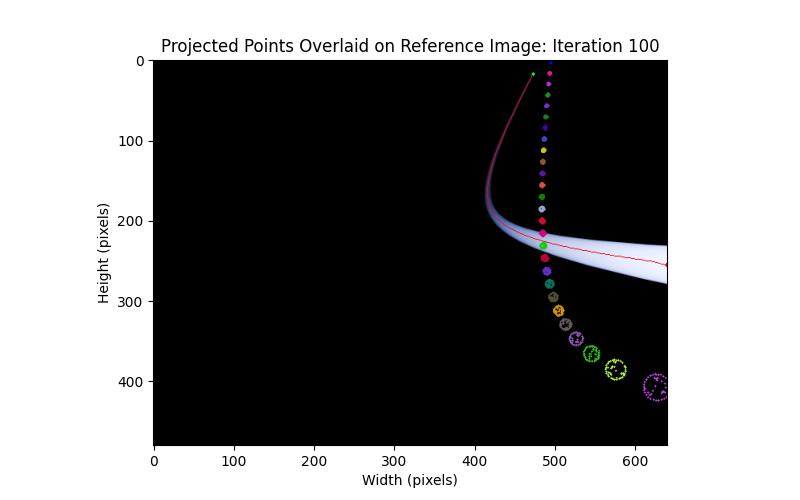 Projected Points Overlaid on Reference Image: Iteration 100
0
100
200
300
400
Height (pixels)
0 100 200 300 400 500 600
Width (pixels)